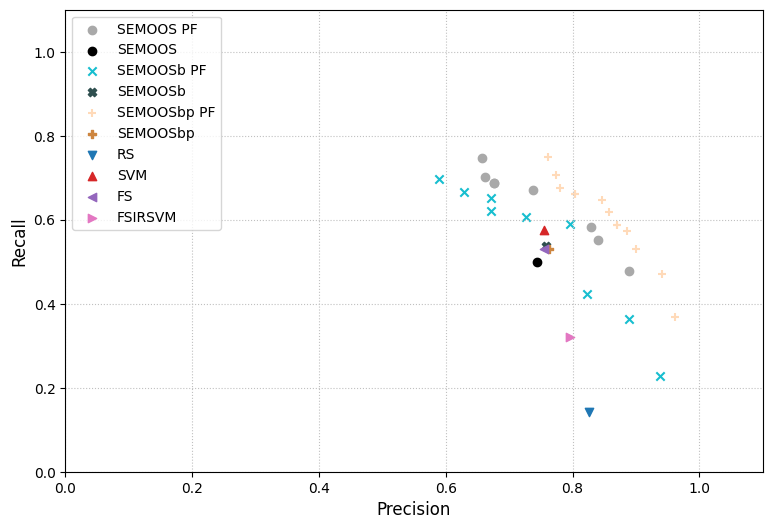 SEMOOS PF
SEMOOS
SEMOOSb PF
SEMOOSb
SEMOOSbp PF
SEMOOSbp
RS
SVM
FS
FSIRSVM
1.0
0.8
0.6
0.4
0.2
0.0
Recall
0.0 0.2 0.4 0.6 0.8 1.0
Precision